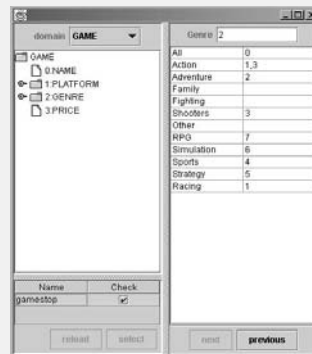 domain GAME
GAME
0:NAME
1:PLATFORM
2:GENRE
3:PRICE
Name Check
gamestop
reload select
Genre 2
All 0
Action 1,3
Adventure 2
Family
Fighting
Shooters 3
Other
RPG 7
Simulation 6
Sports 4
Strategy 5
Racing 1
next previous